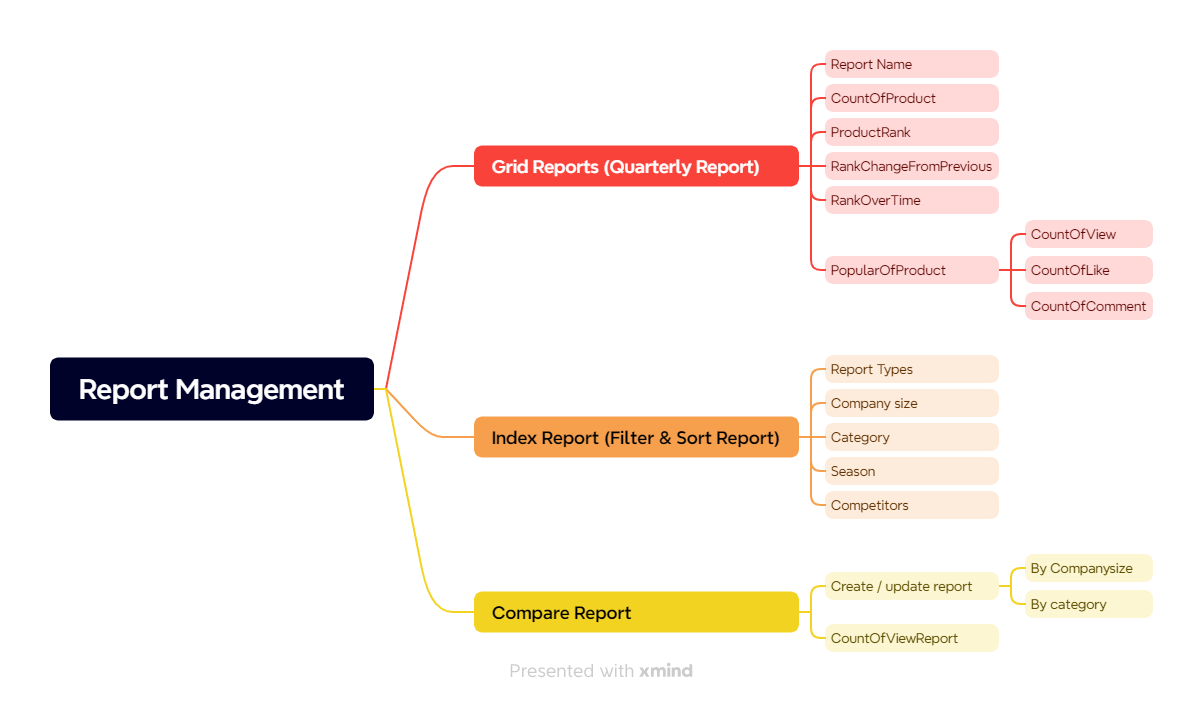 Report Management
Grid Reports (Quarterly Report)
Report Name
CountOfProduct
ProductRank
RankChangeFromPrevious
RankOverTime
PopularOfProduct
CountOfView
CountOfLike
CountOfComment
Index Report (Filter & Sort Report)
Report Types
Company size
Category
Season
Competitors
Compare Report
Create / update report
By Companysize
By category
CountOfViewReport
Presented with xmind